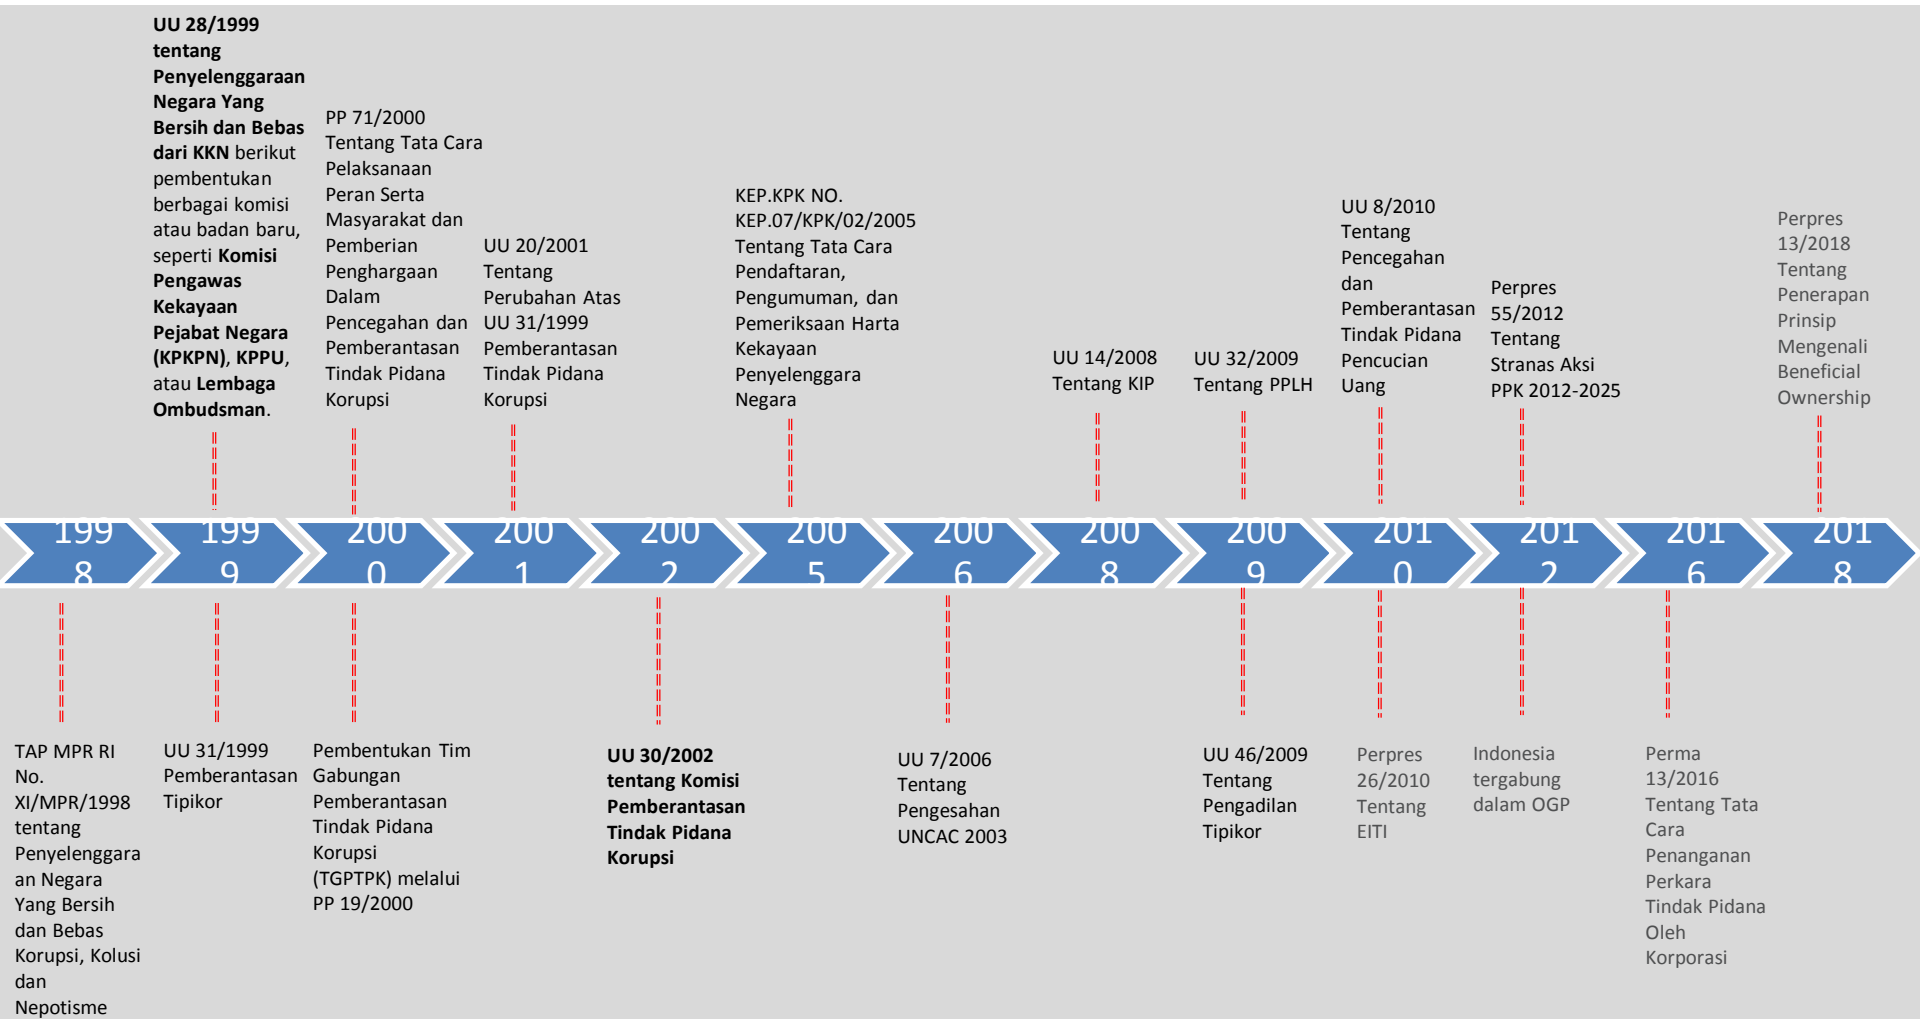 UU 28/1999
tentang
Penyelenggaraan
Negara Yang
Bersih dan Bebas
dari KKN berikut
pembentukan
berbagai komisi
atau badan baru,
seperti Komisi
Pengawas
Kekayaan
Pejabat Negara
(KPKPN), KPPU,
atau Lembaga
Ombudsman.
PP 71/2000
Tentang Tata Cara
Pelaksanaan
Peran Serta
Masyarakat dan
Pemberian
Penghargaan
Dalam
Pencegahan dan
Pemberantasan
Tindak Pidana
Korupsi
UU 20/2001
Tentang
Perubahan Atas
UU 31/1999
Pemberantasan
Tindak Pidana
Korupsi
KEP.KPK NO.
KEP.07/KPK/02/2005
Tentang Tata Cara
Pendaftaran,
Pengumuman, dan
Pemeriksaan Harta
Kekayaan
Penyelenggara
Negara
UU 14/2008
Tentang KIP
UU 32/2009
Tentang PPLH
UU 8/2010
Tentang
Pencegahan
dan
Pemberantasan
Tindak Pidana
Pencucian
Uang
Perpres
55/2012
Tentang
Stranas Aksi
PPK 2012-2025
Perpres
13/2018
Tentang
Penerapan
Prinsip
Mengenali
Beneficial
Ownership
199
8
199
9
200
0
200
1
200
2
200
5
200
6
200
8
200
9
201
0
201
2
201
6
201
8
TAP MPR RI
No.
XI/MPR/1998
tentang
Penyelenggara
an Negara
Yang Bersih
dan Bebas
Korupsi, Kolusi
dan
Nepotisme
UU 31/1999
Pemberantasan
Tipikor
Pembentukan Tim
Gabungan
Pemberantasan
Tindak Pidana
Korupsi
(TGPTPK) melalui
PP 19/2000
UU 30/2002
tentang Komisi
Pemberantasan
Tindak Pidana
Korupsi
UU 7/2006
Tentang
Pengesahan
UNCAC 2003
UU 46/2009
Tentang
Pengadilan
Tipikor
Perpres
26/2010
Tentang
EITI
Indonesia
tergabung
dalam OGP
Perma
13/2016
Tentang Tata
Cara
Penanganan
Perkara
Tindak Pidana
Oleh
Korporasi